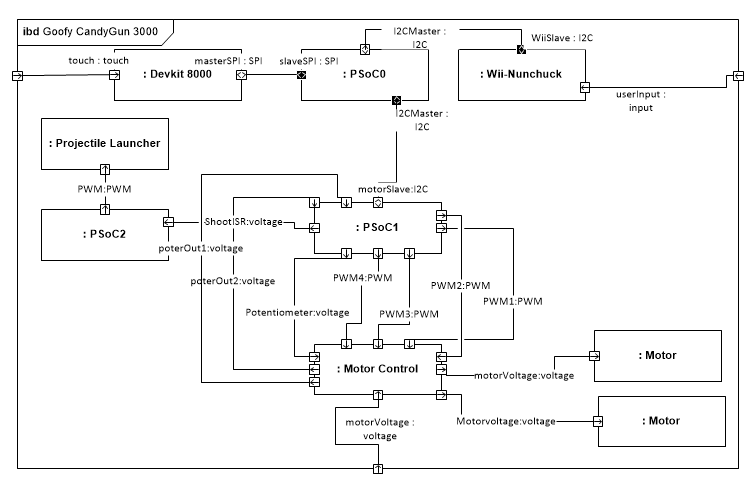 ibd Goofy CandyGun 3000
I2CMaster :
I2C
WiiSlave : I2C
touch : touch
masterSPI : SPI
slaveSPI : SPI
: Devkit 8000
: PSoC0
: Wii-Nunchuck
userInput :
input
I2CMaster :
I2C
: Projectile Launcher
PWM:PWM
motorSlave:I2C
: PSoC2
ShootISR:voltage
: PSoC1
poterOut1:voltage
poterOut2:voltage
PWM4:PWM
PWM2:PWM
PWM1:PWM
Potentiometer:voltage
PWM3:PWM
: Motor
: Motor Control
motorVoltage:voltage
motorVoltage :
voltage
Motorvoltage:voltage
: Motor